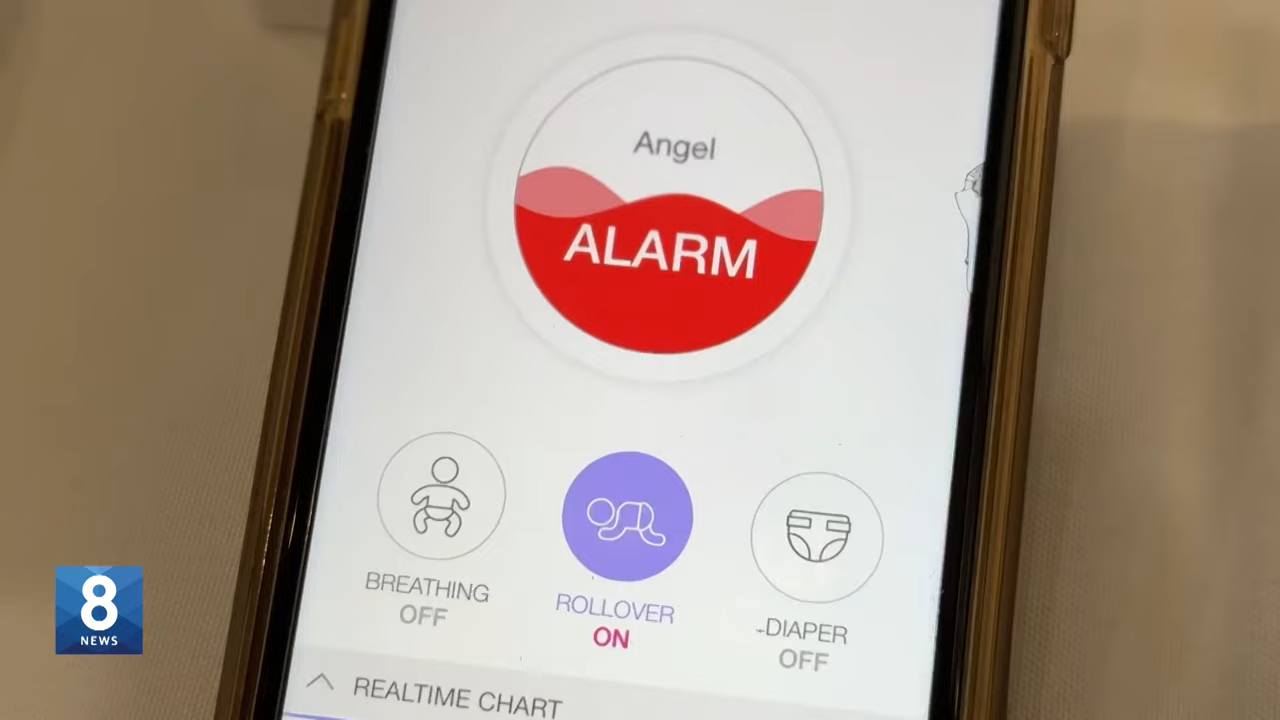 Angel
ALARM
BREATHING
OFF
ROLLOVER
ON
-DIAPER
OFF
REALTIME CHART
8
NEWS